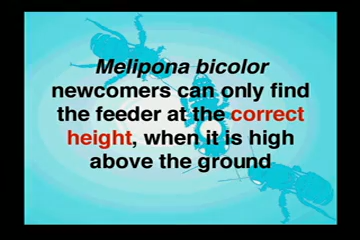 Melipona bicolor
newcomers can only find
the feeder at the correct
height, when it is high
above the ground